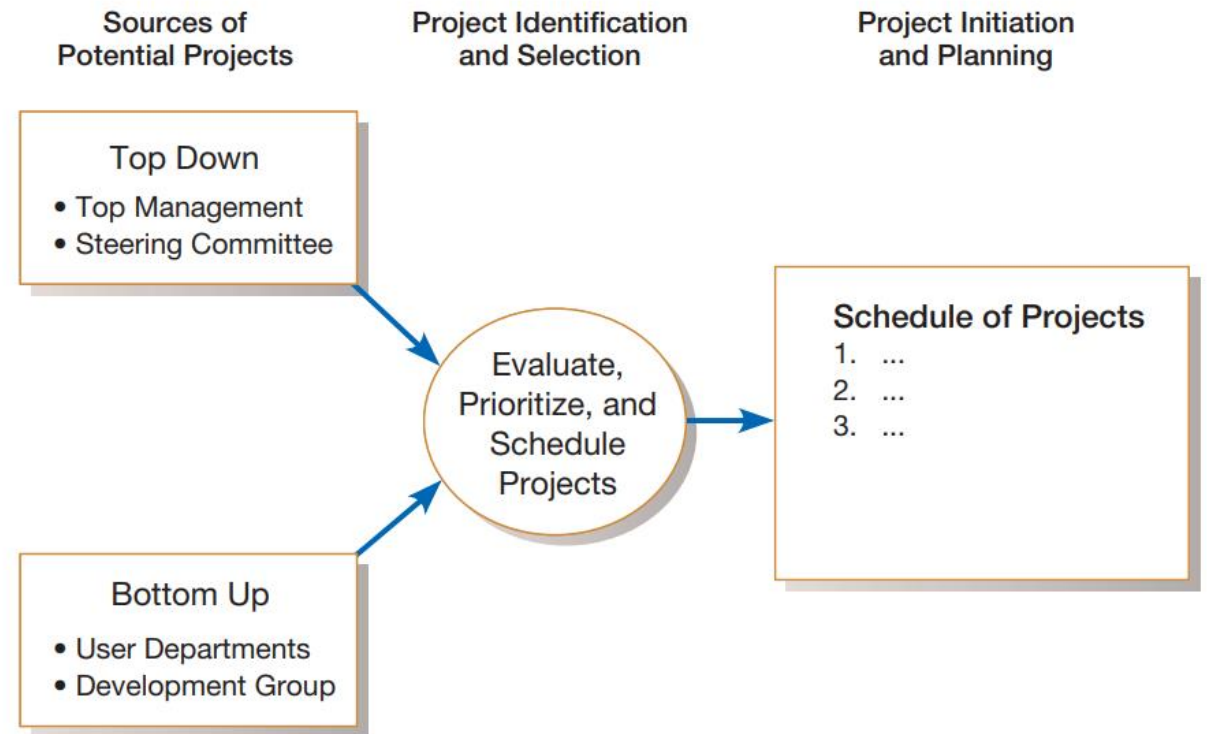 Sources of
Potential Projects
Project Identification
and Selection
Project Initiation
and Planning
Top Down
• Top Management
• Steering Committee
Evaluate,
Prioritize, and
Schedule
Projects
Schedule of Projects
1. ...
2. ...
3. ...
Bottom Up
• User Departments
• Development Group